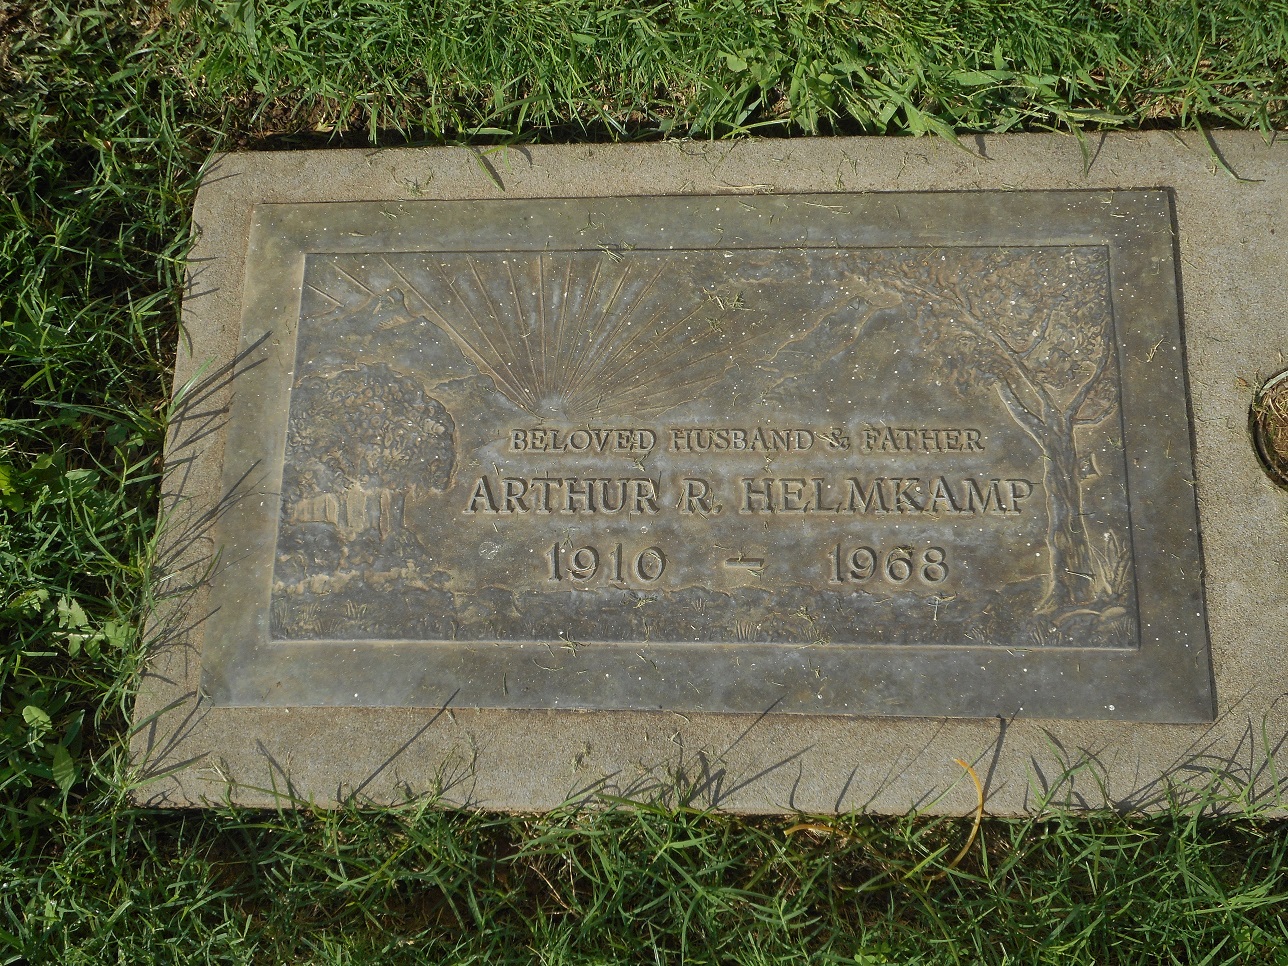 BELOVED HUSBAND & FATHER
ARTHUR R. HELMKAMP
1910 – 1968